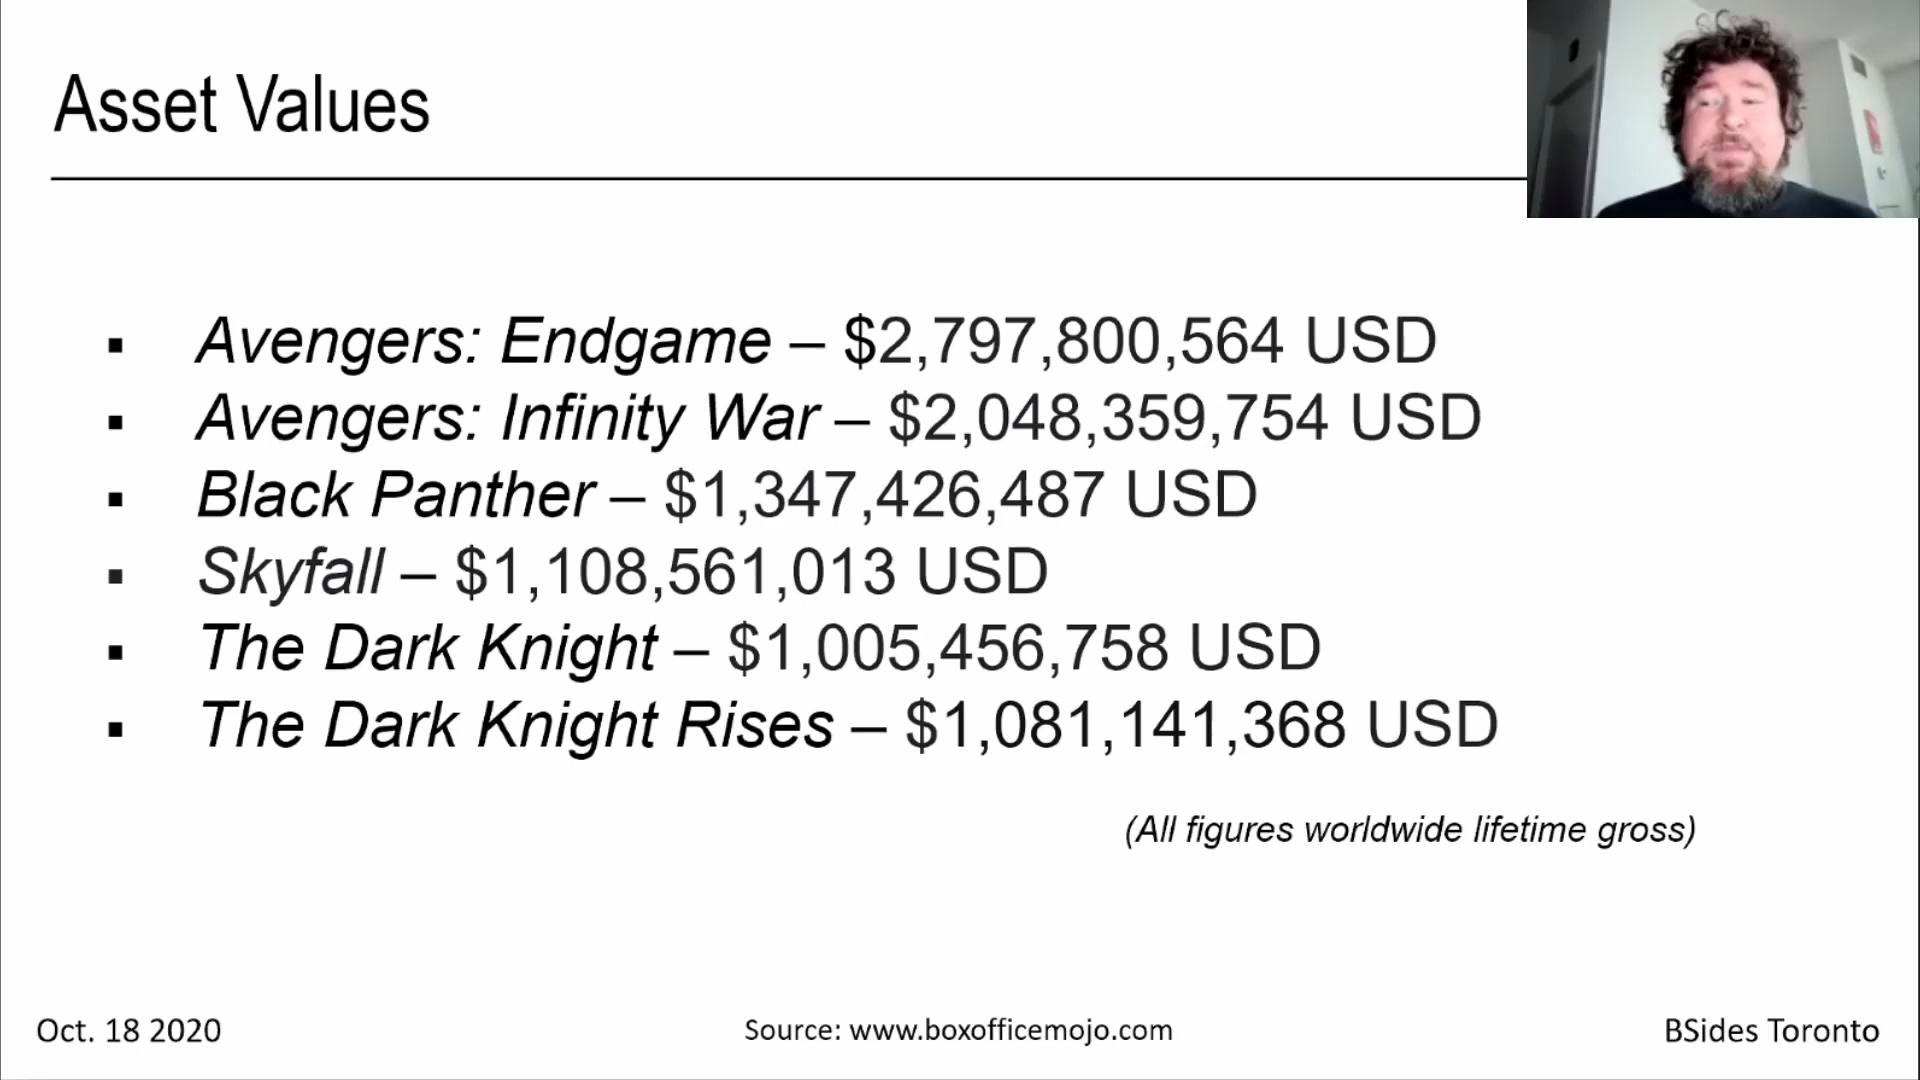 Asset Values
▪ Avengers: Endgame – $2,797,800,564 USD
▪ Avengers: Infinity War – $2,048,359,754 USD
▪ Black Panther – $1,347,426,487 USD
▪ Skyfall – $1,108,561,013 USD
▪ The Dark Knight – $1,005,456,758 USD
▪ The Dark Knight Rises – $1,081,141,368 USD
(All figures worldwide lifetime gross)
Oct. 18 2020
Source: www.boxofficemojo.com
BSides Toronto